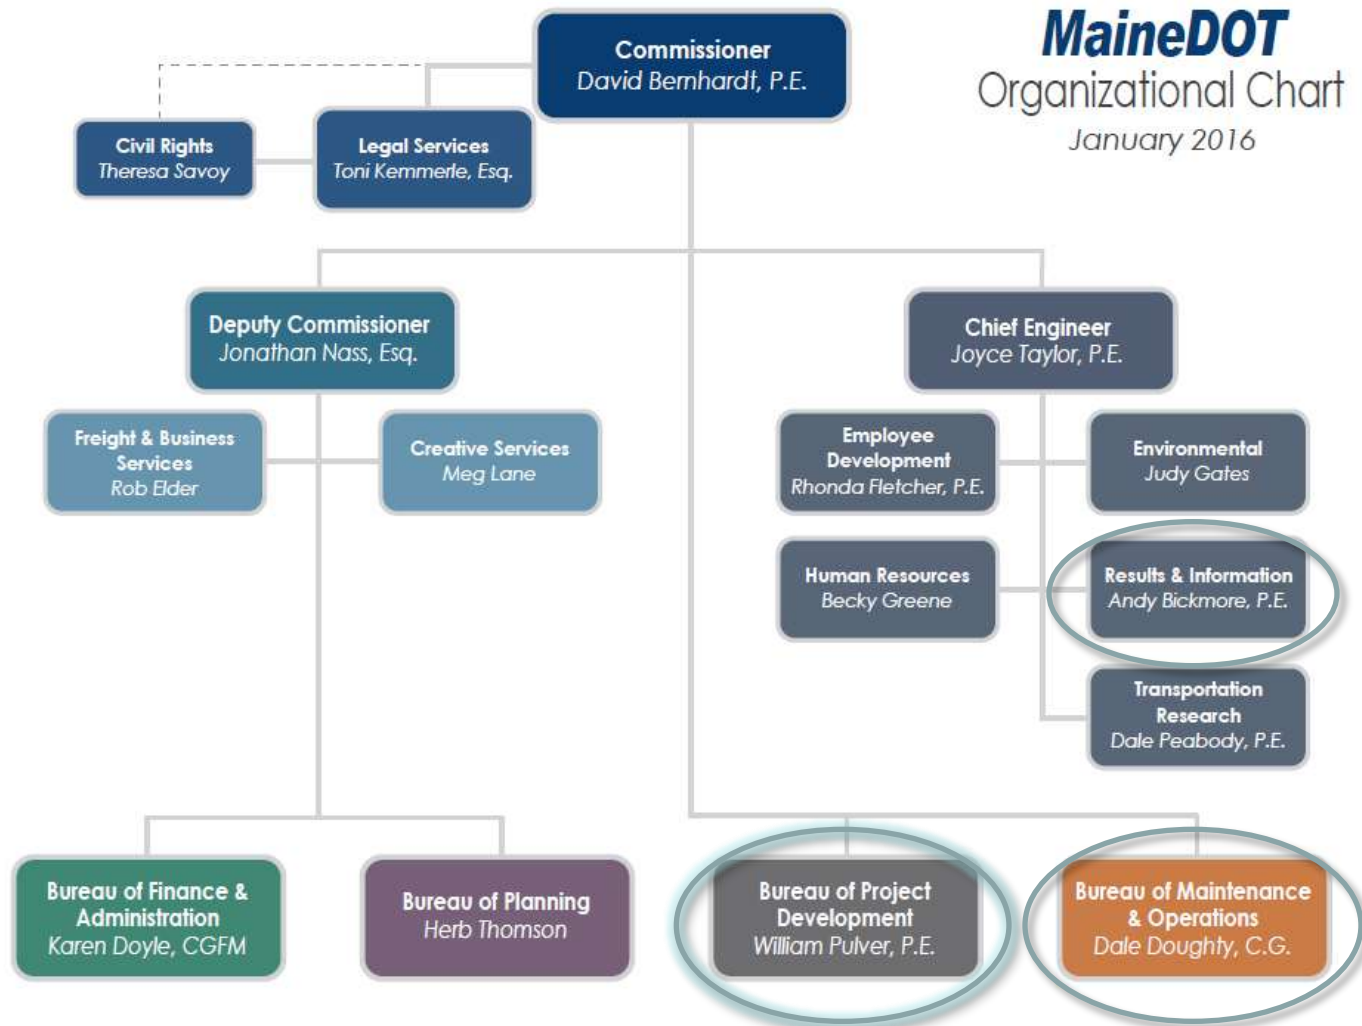 MaineDOT
Organizational Chart
January 2016
Commissioner
David Bernhardt, P.E.
Civil Rights
Theresa Savoy
Legal Services
Toni Kemmerle, Esq.
Deputy Commissioner
Jonathan Nass, Esq.
Chief Engineer
Joyce Taylor, P.E.
Freight & Business
Services
Rob Elder
Creative Services
Meg Lane
Employee
Development
Rhonda Fletcher, P.E.
Environmental
Judy Gates
Human Resources
Becky Greene
Results & Information
Andy Bickmore, P.E.
Transportation
Research
Dale Peabody, P.E.
Bureau of Finance &
Administration
Karen Doyle, CGFM
Bureau of Planning
Herb Thomson
Bureau of Project
Development
William Pulver, P.E.
Bureau of Maintenance
& Operations
Dale Doughty, C.G.